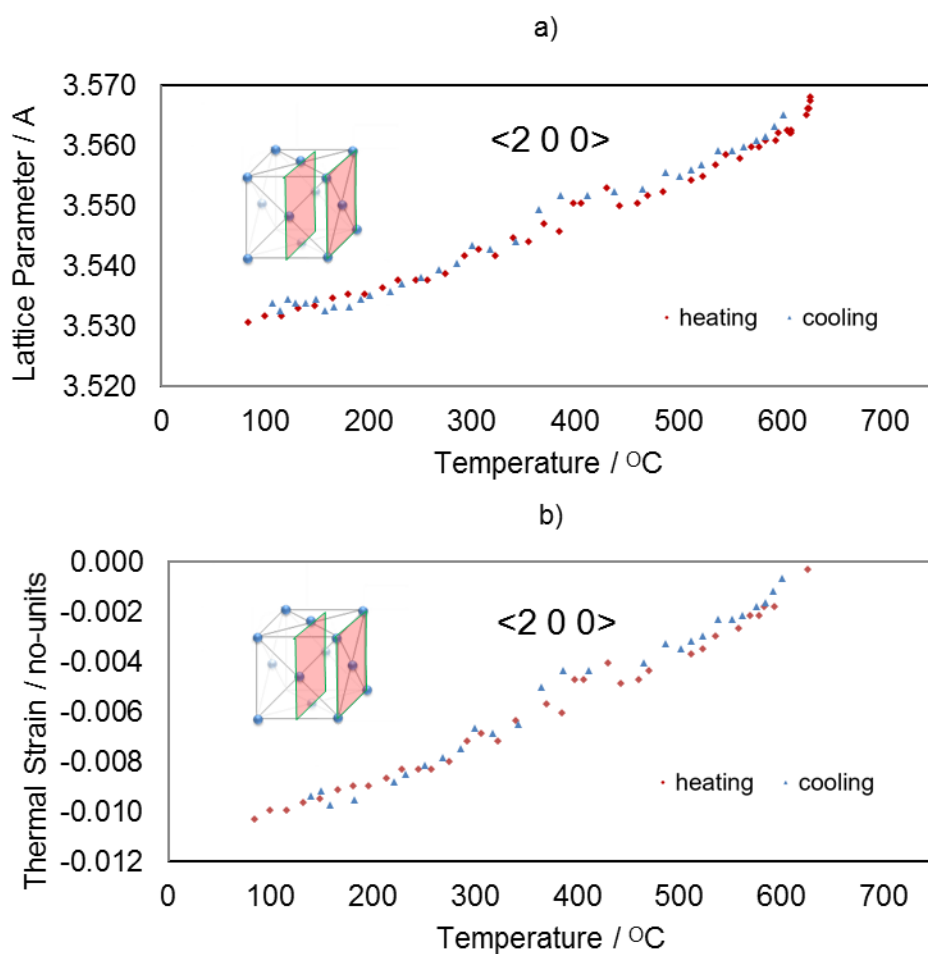 a)
Lattice Parameter / A
3.570
3.560
3.550
3.540
3.530
3.520
<2 0 0>
heating cooling
0 100 200 300 400 500 600 700
Temperature / ᴼC
b)
Thermal Strain / no-units
0.000
-0.002
-0.004
-0.006
-0.008
-0.010
-0.012
<2 0 0>
heating cooling
0 100 200 300 400 500 600 700
Temperature / ᴼC